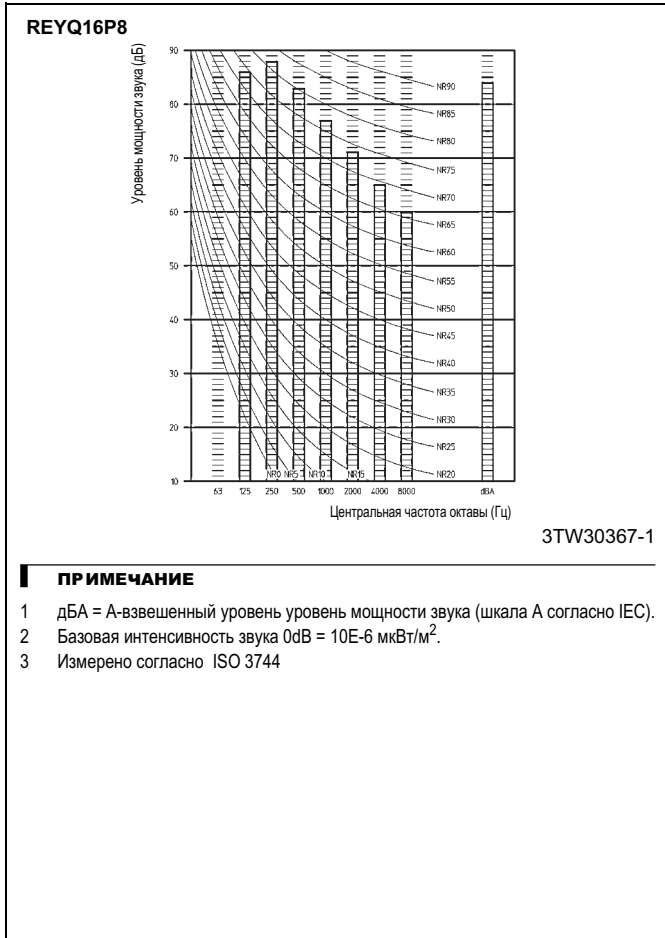 REYQ16P8
Уровень мощности звука (дБ)
90
80
70
60
50
40
30
20
10
NR90
NR85
NR80
NR75
NR70
NR65
NR60
NR55
NR50
NR45
NR40
NR35
NR30
NR25
NR20
NR0 NR5 NR10 NR15
63 125 250 500 1000 2000 4000 8000 dBA
Центральная частота октавы (Гц)
3TW30367-1
ПРИМЕЧАНИЕ
1 дБА = А-взвешенный уровень уровень мощности звука (шкала А согласно IEC).
2 Базовая интенсивность звука 0dB = 10E-6 мкВт/м².
3 Измерено согласно ISO 3744